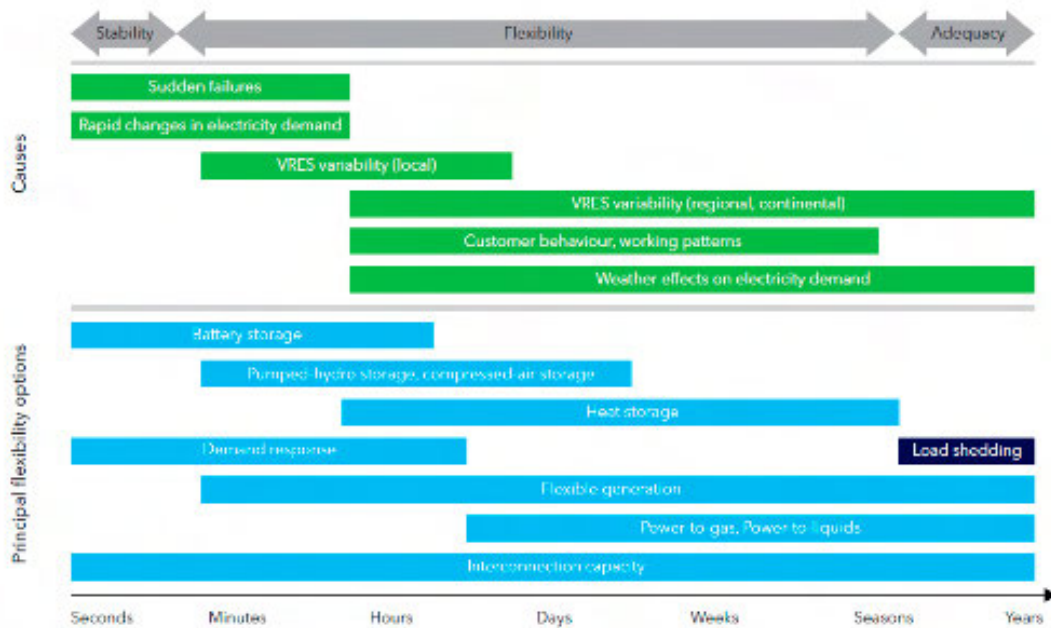 Stability
Flexibility
Adequacy
Causes
Sudden failures
Rapid changes in electricity demand
VRES variability (local)
VRES variability (regional, continental)
Customer behaviour, working patterns
Weather effects on electricity demand
Principal flexibility options
Battery storage
Pumped-hydro storage, compressed-air storage
Heat storage
Demand response
Load shedding
Flexible generation
Power-to-gas, Power-to-liquids
Interconnection capacity
Seconds
Minutes
Hours
Days
Weeks
Seasons
Years